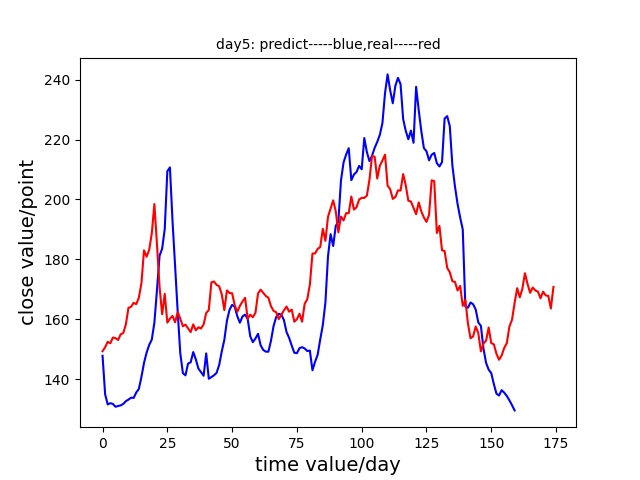 day5: predict-----blue,real-----red
close value/point
240
220
200
180
160
140
0 25 50 75 100 125 150 175
time value/day